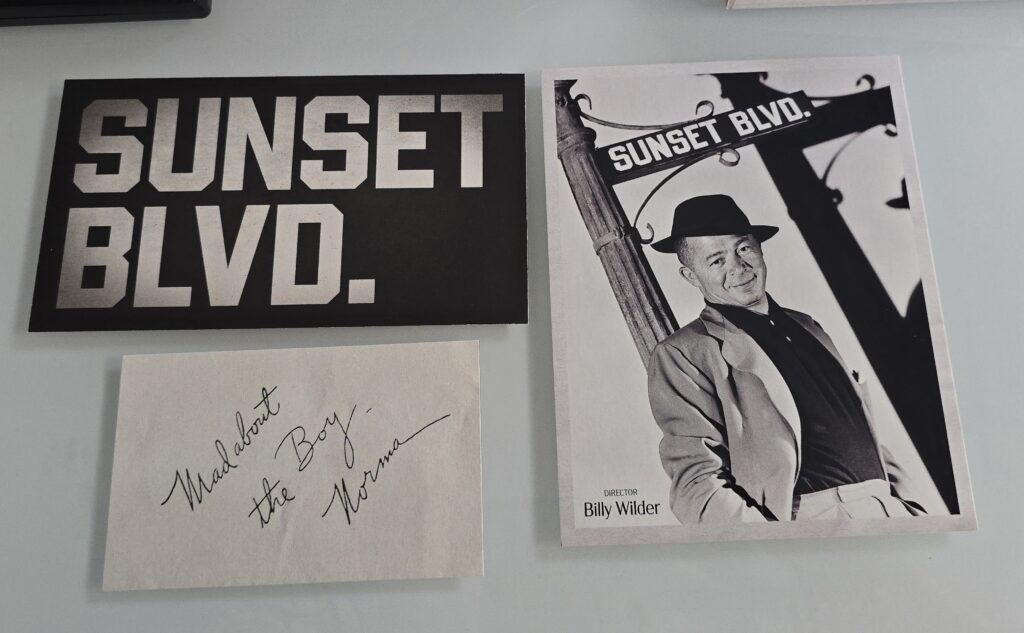 SUNSET
BLVD.
SUNSET BLVD.
DIRECTOR
Billy Wilder
Mad about
the Boy.
Norma